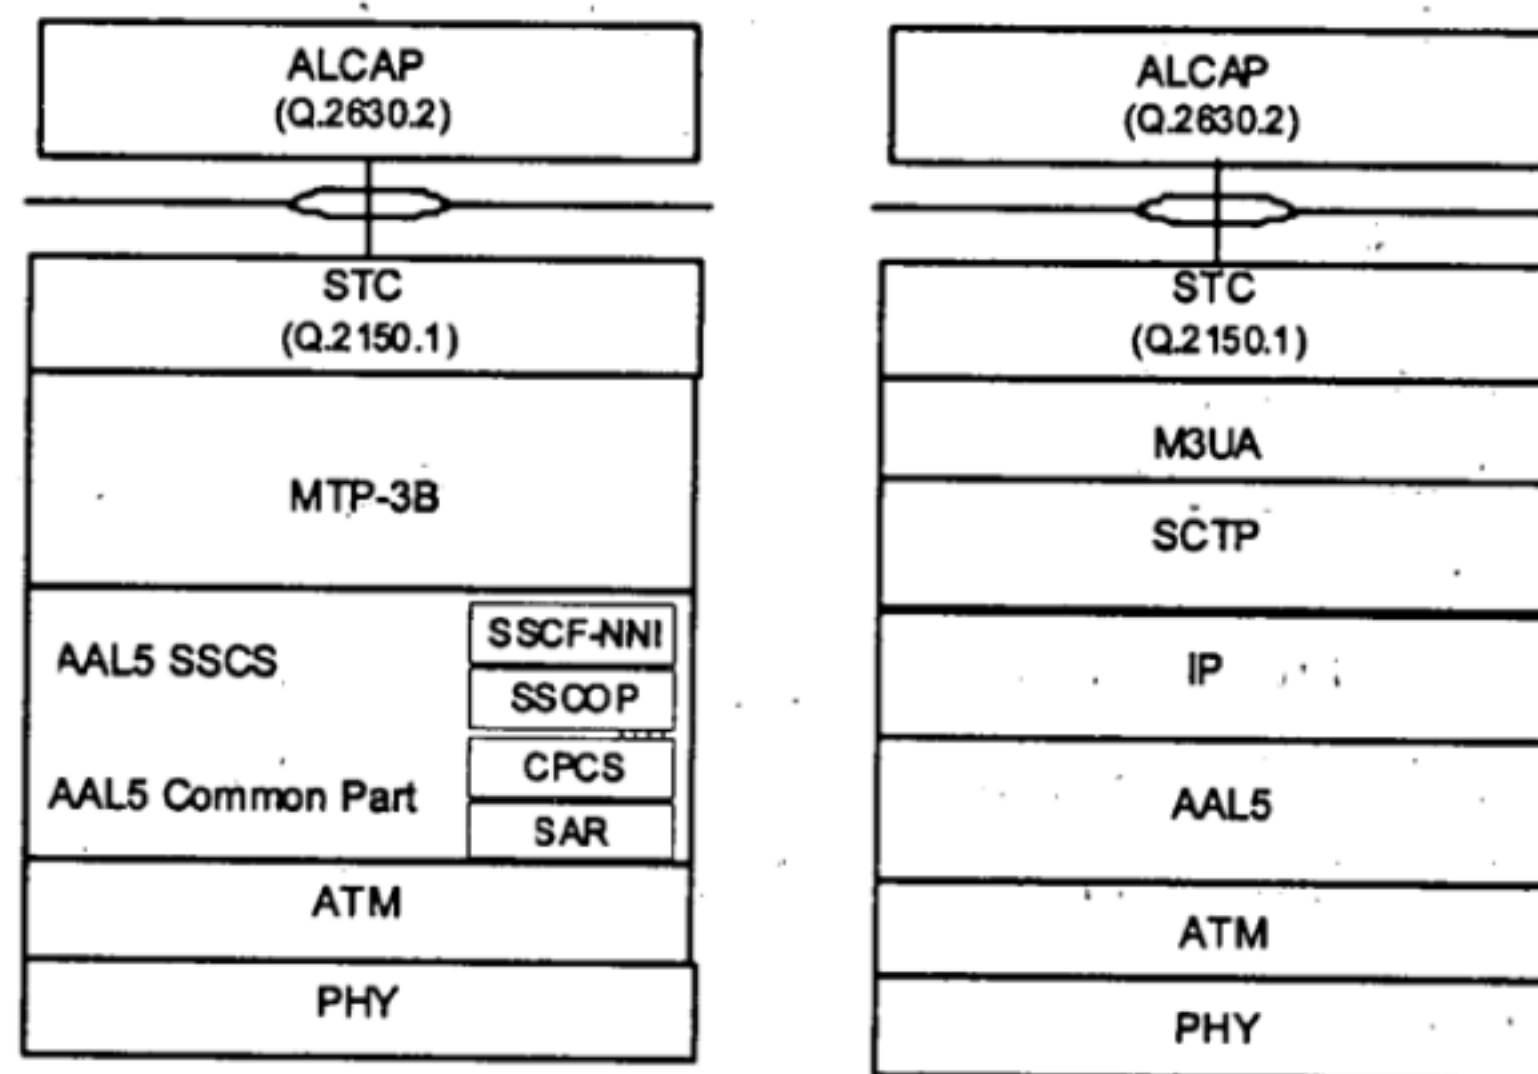 ALCAP
(Q.2630.2)
STC
(Q.2150.1)
MTP-3B
AAL5 SSCS
SSCF-NNI
SSCOP
AAL5 Common Part
CPCS
SAR
ATM
PHY
ALCAP
(Q.2630.2)
STC
(Q.2150.1)
M3UA
SCTP
IP
AAL5
ATM
PHY